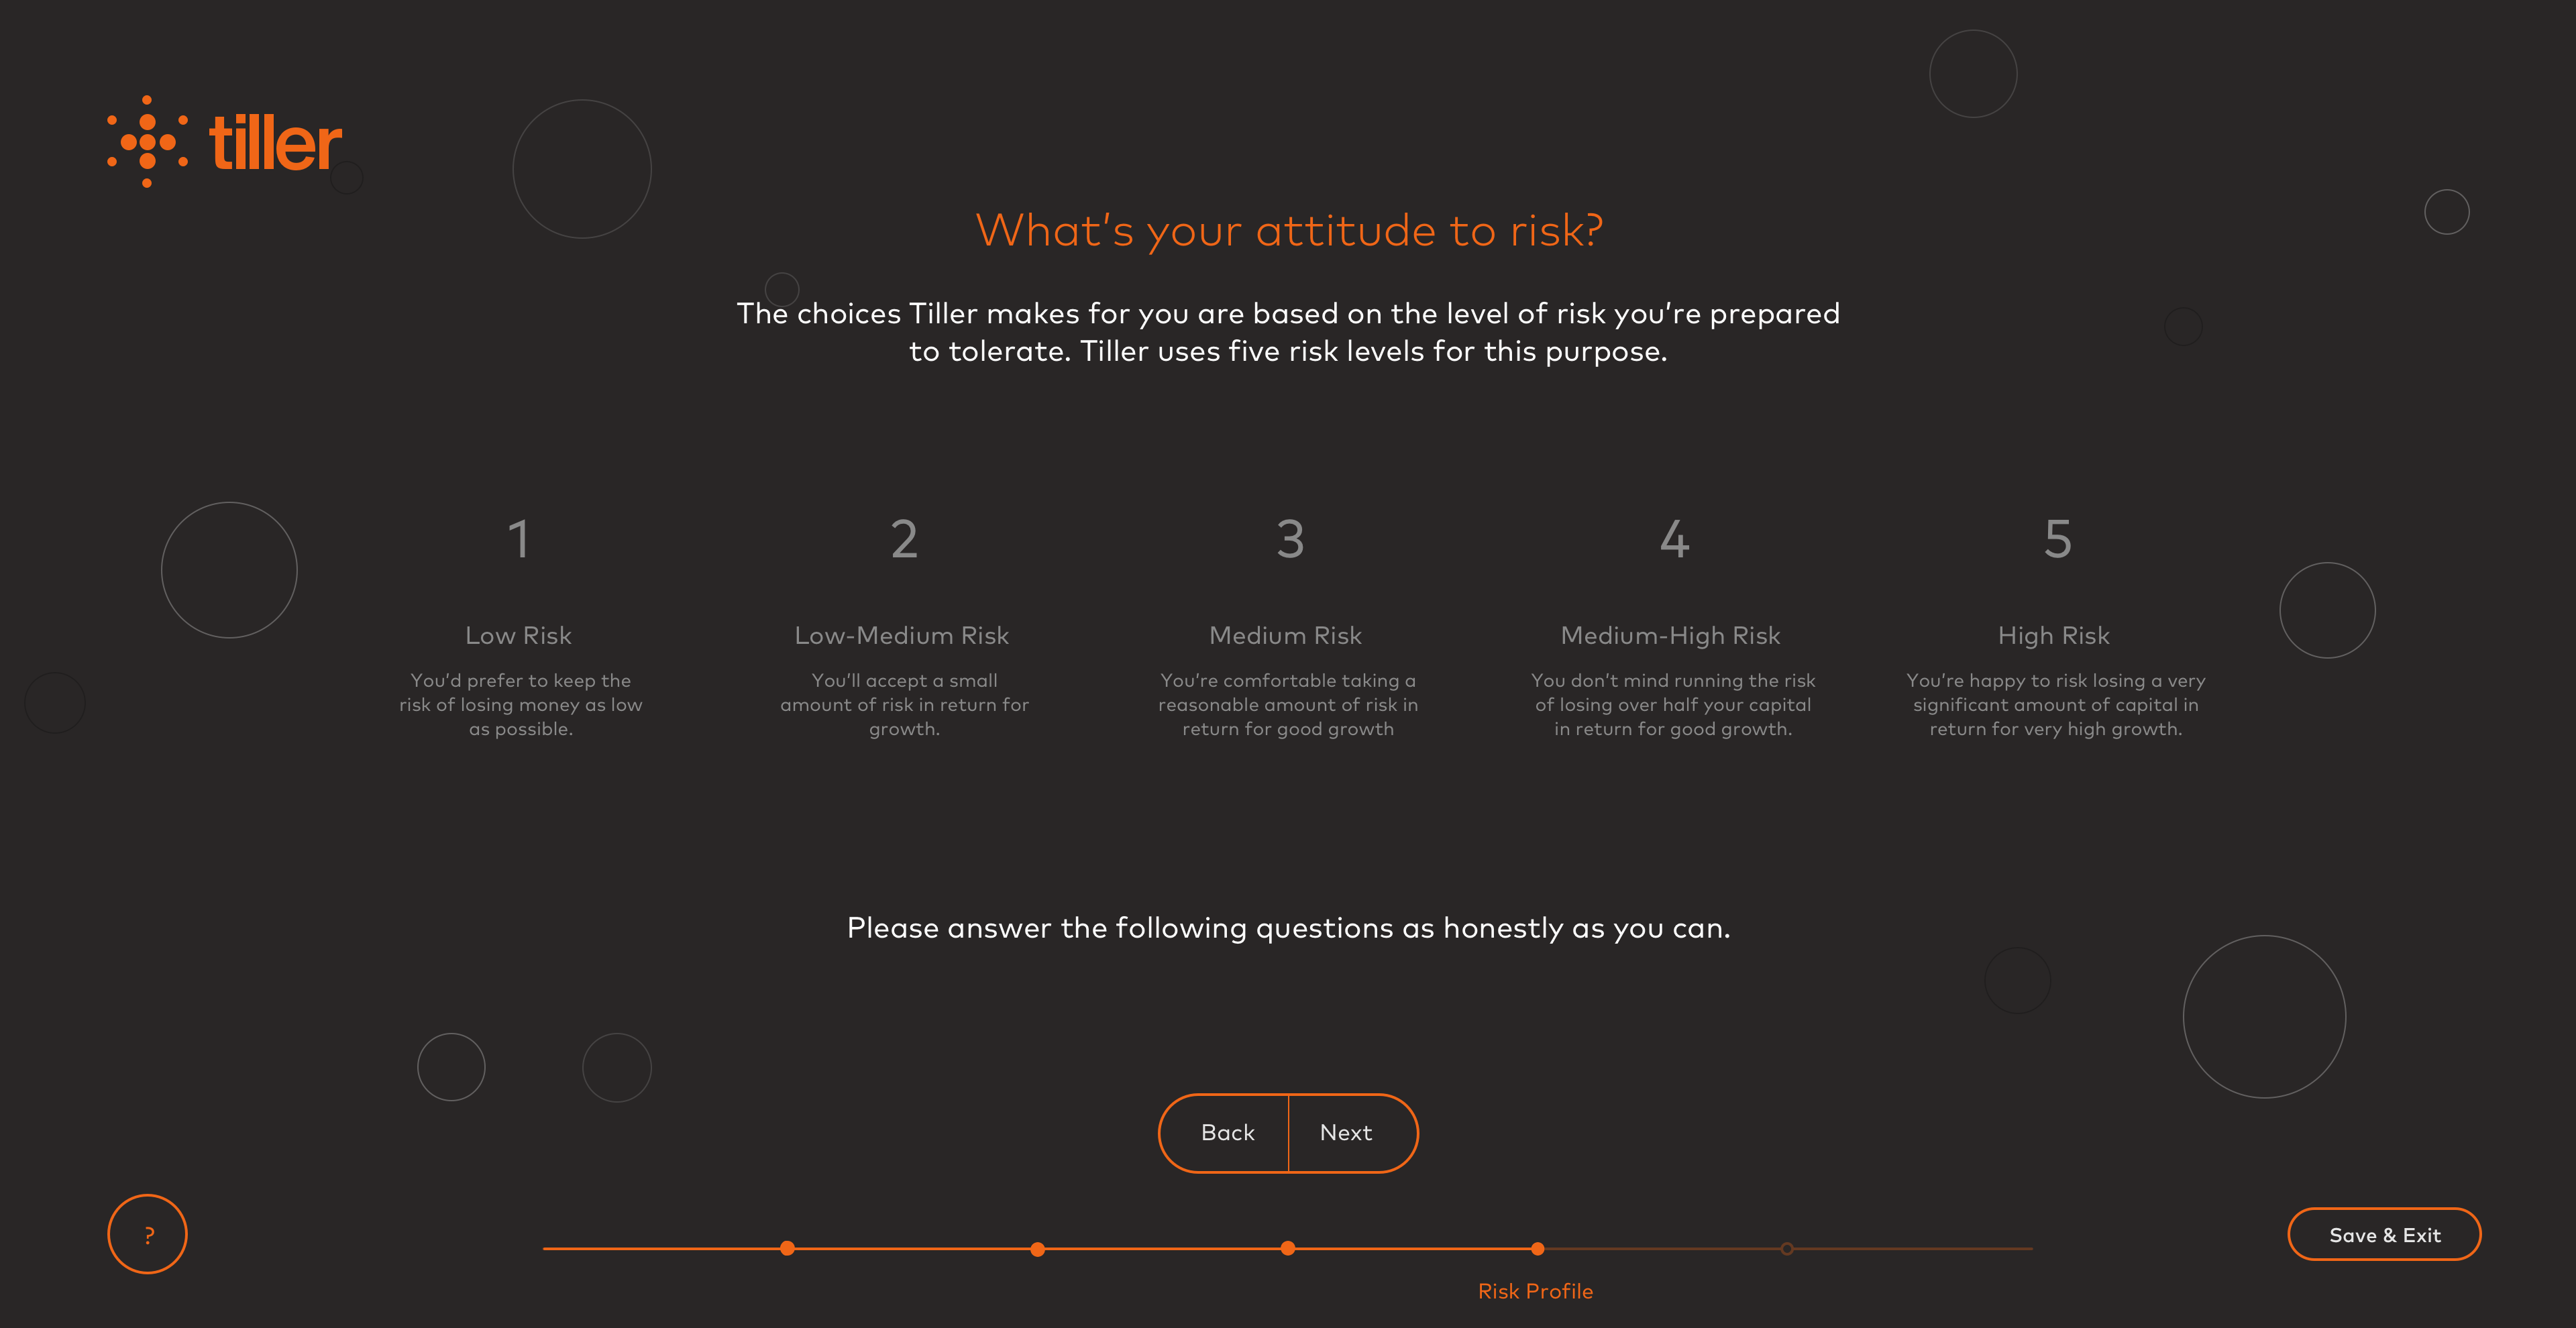 tiller
What's your attitude to risk?
The choices Tiller makes for you are based on the level of risk you're prepared
to tolerate. Tiller uses five risk levels for this purpose.
1
Low Risk
You'd prefer to keep the
risk of losing money as low
as possible.
2
Low-Medium Risk
You'll accept a small
amount of risk in return for
growth.
3
Medium Risk
You're comfortable taking a
reasonable amount of risk in
return for good growth
4
Medium-High Risk
You don't mind running the risk
of losing over half your capital
in return for good growth.
5
High Risk
You're happy to risk losing a very
significant amount of capital in
return for very high growth.
Please answer the following questions as honestly as you can.
Back
Next
?
Save & Exit
Risk Profile